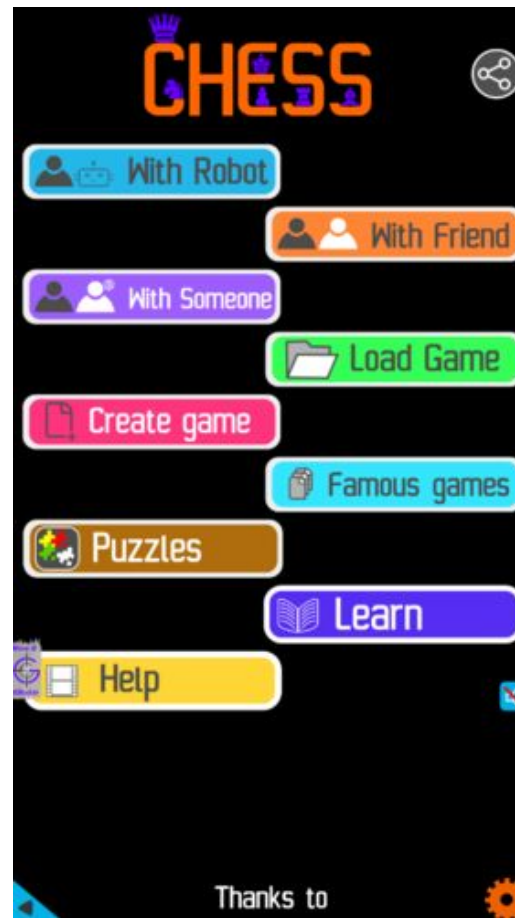 CHESS
With Robot
With Friend
With Someone
Load Game
Create game
Famous games
Puzzles
Learn
Help
Thanks to